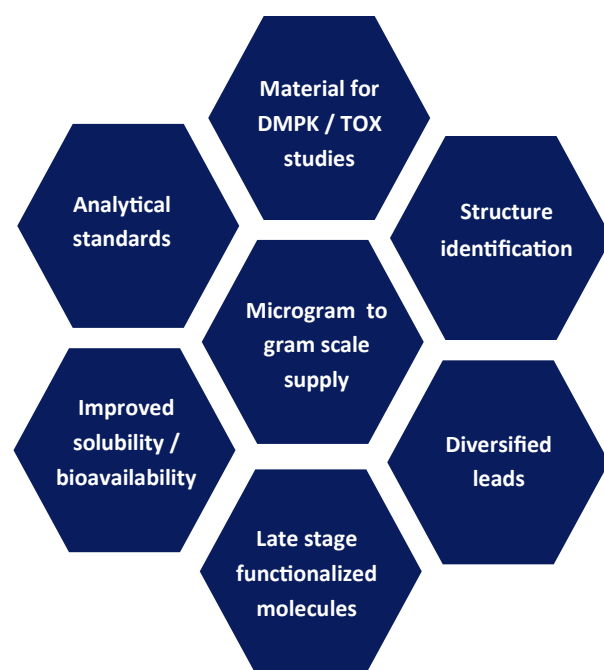 Material for
DMPK / TOX
studies
Analytical
standards
Structure
identification
Microgram to
gram scale
supply
Improved
solubility /
bioavailability
Diversified
leads
Late stage
functionalized
molecules